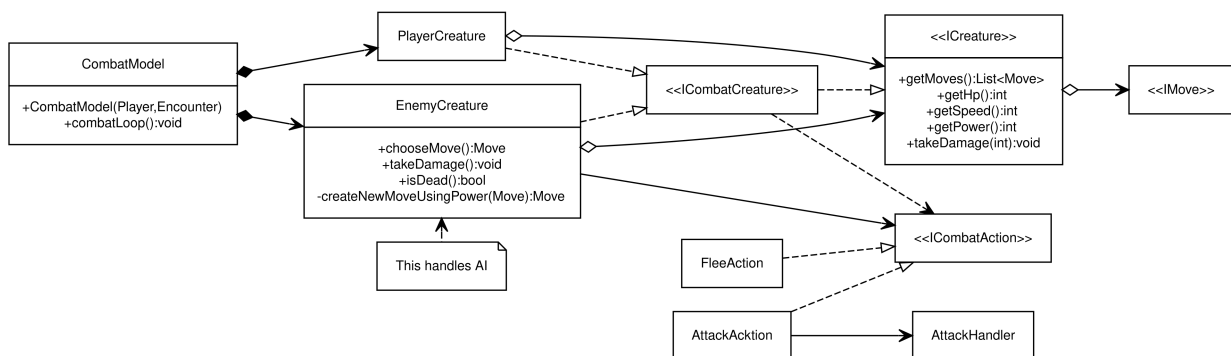 CombatModel
+CombatModel(Player,Encounter)
+combatLoop():void
PlayerCreature
EnemyCreature
+chooseMove():Move
+takeDamage():void
+isDead():bool
-createNewMoveUsingPower(Move):Move
This handles AI
<<ICombatCreature>>
<<ICreature>>
+getMoves():List<Move>
+getHp():int
+getSpeed():int
+getPower():int
+takeDamage(int):void
<<IMove>>
<<ICombatAction>>
FleeAction
AttackAcktion
AttackHandler